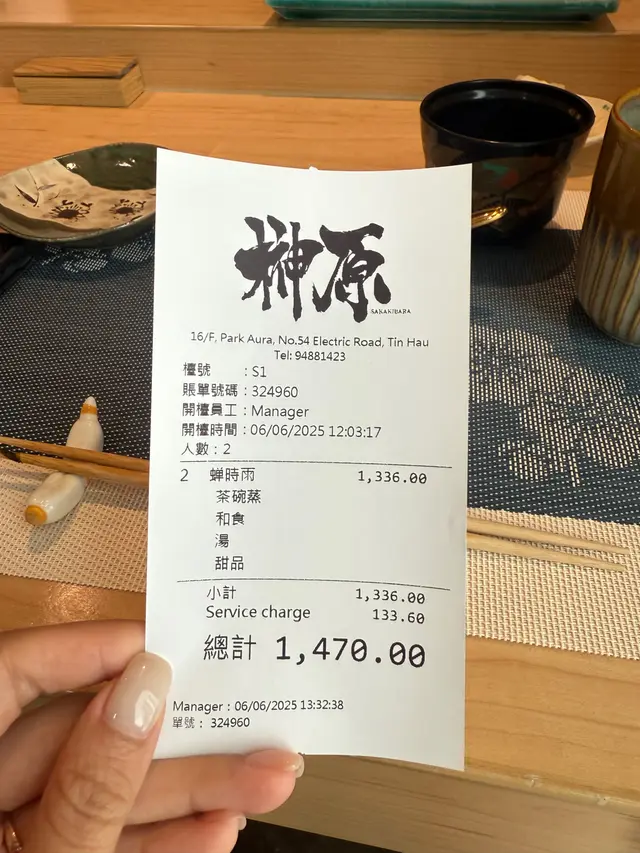 榊原
SAKAKIBARA
16/F, Park Aura, No.54 Electric Road, Tin Hau
Tel: 94881423
檯號 : S1
賬單號碼 : 324960
開檯員工 : Manager
開檯時間 : 06/06/2025 12:03:17
人數 : 2
2 蟬時雨 1,336.00
茶碗蒸
和食
湯
甜品
小計 1,336.00
Service charge 133.60
總計 1,470.00
Manager : 06/06/2025 13:32:38
單號 : 324960